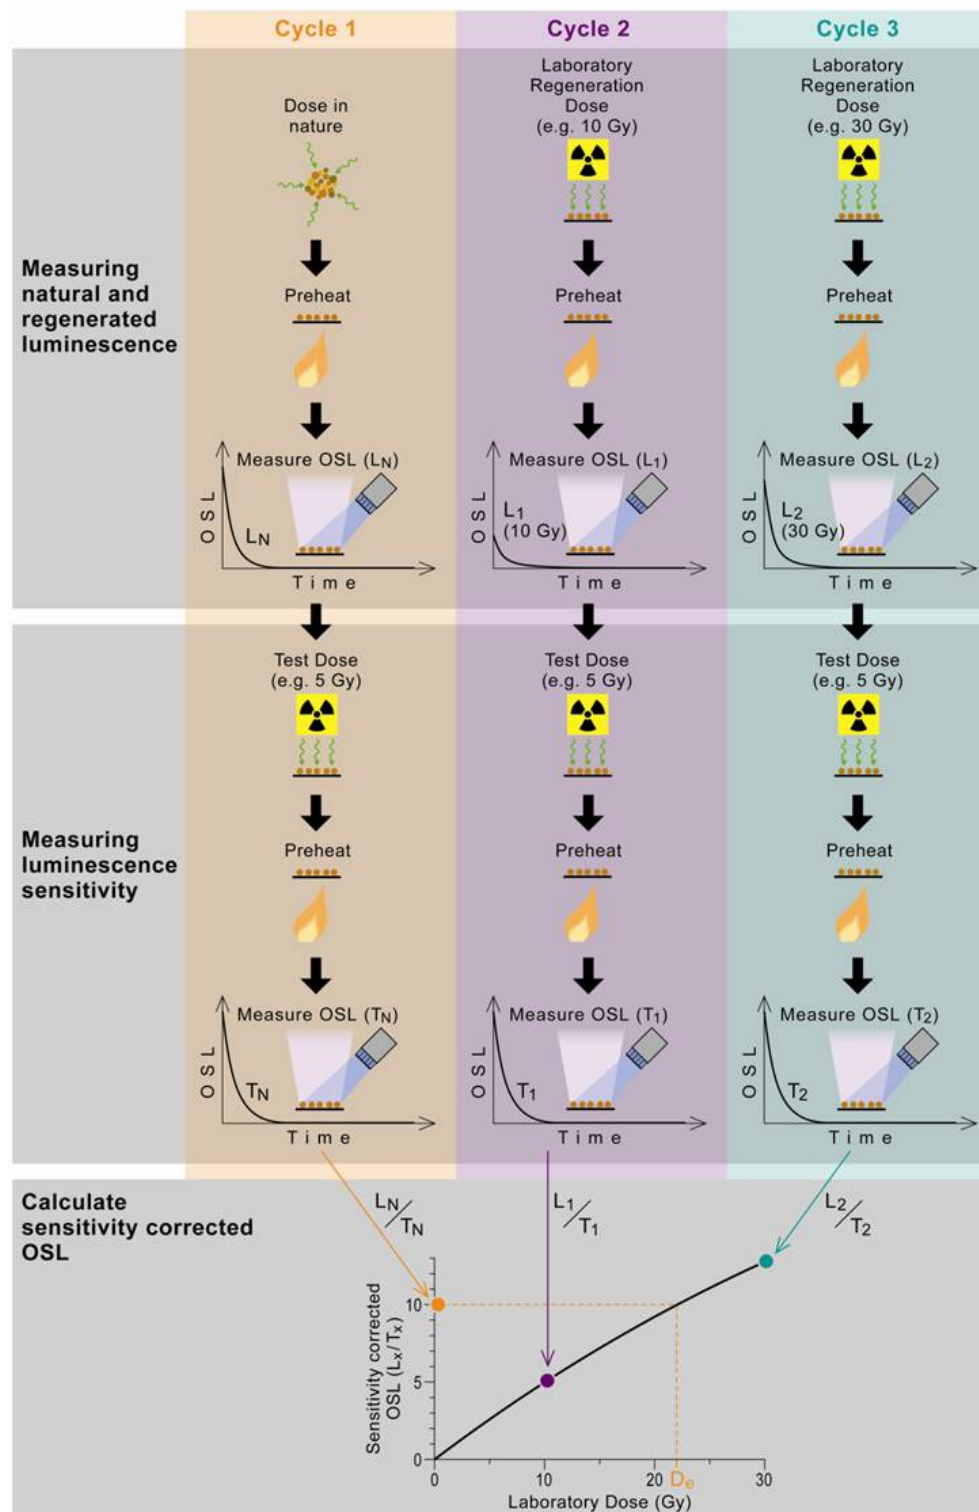 Cycle 1
Cycle 2
Cycle 3
Measuring
natural and
regenerated
luminescence
Dose in
nature
Laboratory
Regeneration
Dose
(e.g. 10 Gy)
Laboratory
Regeneration
Dose
(e.g. 30 Gy)
Preheat
Preheat
Preheat
Measure OSL (LN)
OSL
LN
Time
Measure OSL (L1)
OSL
L1
(10 Gy)
Time
Measure OSL (L2)
OSL
L2
(30 Gy)
Time
Measuring
luminescence
sensitivity
Test Dose
(e.g. 5 Gy)
Test Dose
(e.g. 5 Gy)
Test Dose
(e.g. 5 Gy)
Preheat
Preheat
Preheat
Measure OSL (TN)
OSL
TN
Time
Measure OSL (T1)
OSL
T1
Time
Measure OSL (T2)
OSL
T2
Time
Calculate
sensitivity corrected
OSL
LN/TN
L1/T1
L2/T2
Sensitivity corrected
OSL (Lx/Tx)
10
5
0
0
10
20
De
30
Laboratory Dose (Gy)